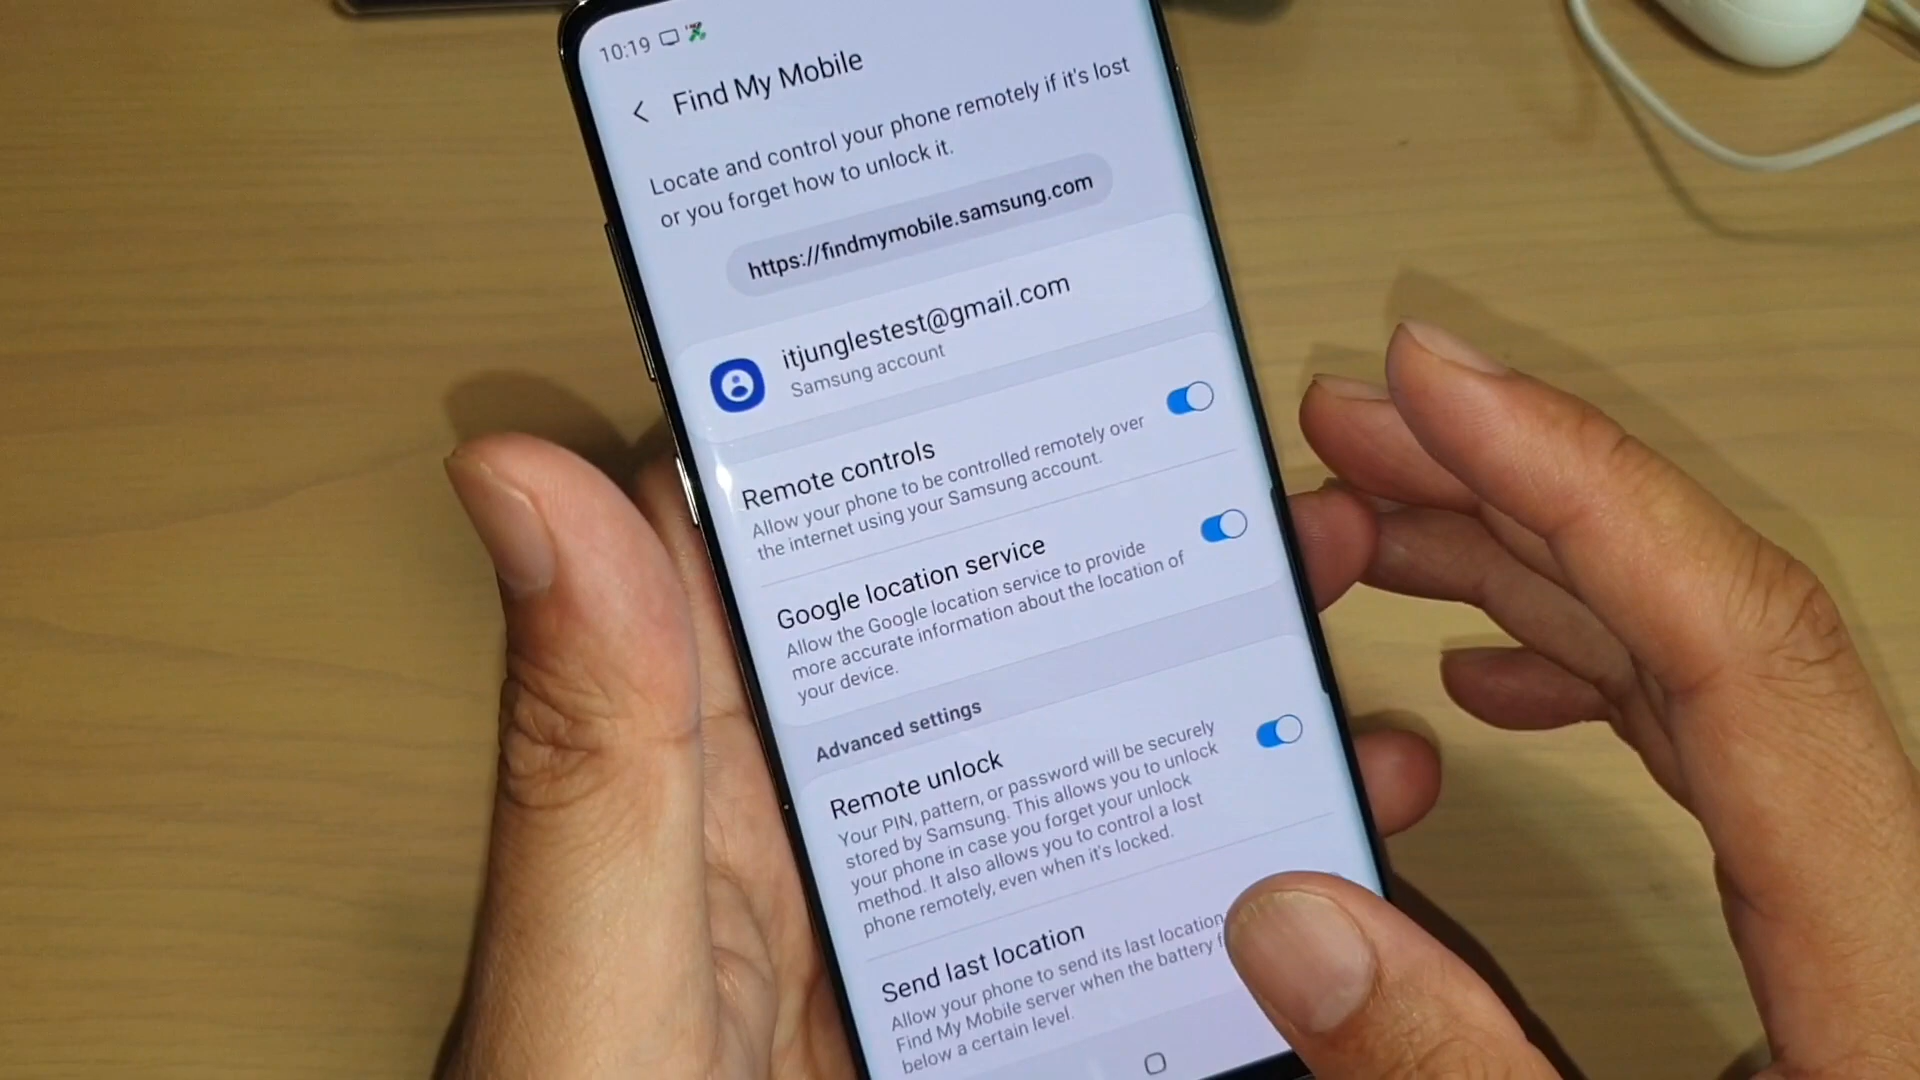 10:19
Find My Mobile
Locate and control your phone remotely if it's lost
or you forget how to unlock it.
https://findmymobile.samsung.com
itjunglestest@gmail.com
Samsung account
Remote controls
Allow your phone to be controlled remotely over
the internet using your Samsung account.
Google location service
Allow the Google location service to provide
more accurate information about the location of
your device.
Advanced settings
Remote unlock
Your PIN, pattern, or password will be securely
stored by Samsung. This allows you to unlock
your phone in case you forget your unlock
method. It also allows you to control a lost
phone remotely, even when it's locked.
Send last location
Allow your phone to send its last location
Find My Mobile server when the battery
below a certain level.